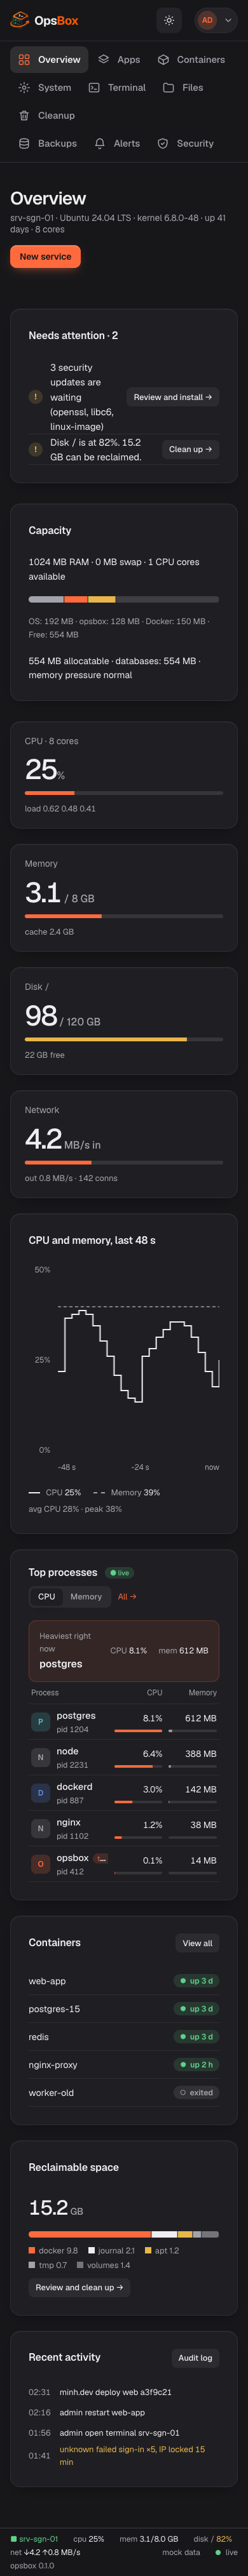 OpsBox
AD
Overview
Apps
Containers
System
Terminal
Files
Cleanup
Backups
Alerts
Security
Overview
srv-sgn-01 · Ubuntu 24.04 LTS · kernel 6.8.0-48 · up 41
days · 8 cores
New service
Needs attention · 2
3 security
updates are
waiting
(openssl, libc6,
linux-image)
Review and install →
Disk / is at 82%. 15.2
GB can be reclaimed.
Clean up →
Capacity
1024 MB RAM · 0 MB swap · 1 CPU cores
available
OS: 192 MB · opsbox: 128 MB · Docker: 150 MB ·
Free: 554 MB
554 MB allocatable · databases: 554 MB ·
memory pressure normal
CPU · 8 cores
25%
load 0.62 0.48 0.41
Memory
3.1 / 8 GB
cache 2.4 GB
Disk /
98 / 120 GB
22 GB free
Network
4.2 MB/s in
out 0.8 MB/s · 142 conns
CPU and memory, last 48 s
50%
25%
0%
-48 s
-24 s
now
CPU 25%
Memory 39%
avg CPU 28% · peak 38%
Top processes
live
CPU
Memory
All →
Heaviest right
now
postgres
CPU 8.1%
mem 612 MB
Process
CPU
Memory
P
postgres
pid 1204
8.1%
612 MB
N
node
pid 2231
6.4%
388 MB
D
dockerd
pid 887
3.0%
142 MB
N
nginx
pid 1102
1.2%
38 MB
O
opsbox
pid 412
0.1%
14 MB
Containers
View all
web-app
up 3 d
postgres-15
up 3 d
redis
up 3 d
nginx-proxy
up 2 h
worker-old
exited
Reclaimable space
15.2 GB
docker 9.8
journal 2.1
apt 1.2
tmp 0.7
volumes 1.4
Review and clean up →
Recent activity
Audit log
02:31 minh.dev deploy web a3f9c21
02:16 admin restart web-app
01:56 admin open terminal srv-sgn-01
01:41 unknown failed sign-in ×5, IP locked 15
min
srv-sgn-01
cpu 25%
mem 3.1/8.0 GB
disk / 82%
net ↓4.2 ↑0.8 MB/s
mock data
live
opsbox 0.1.0